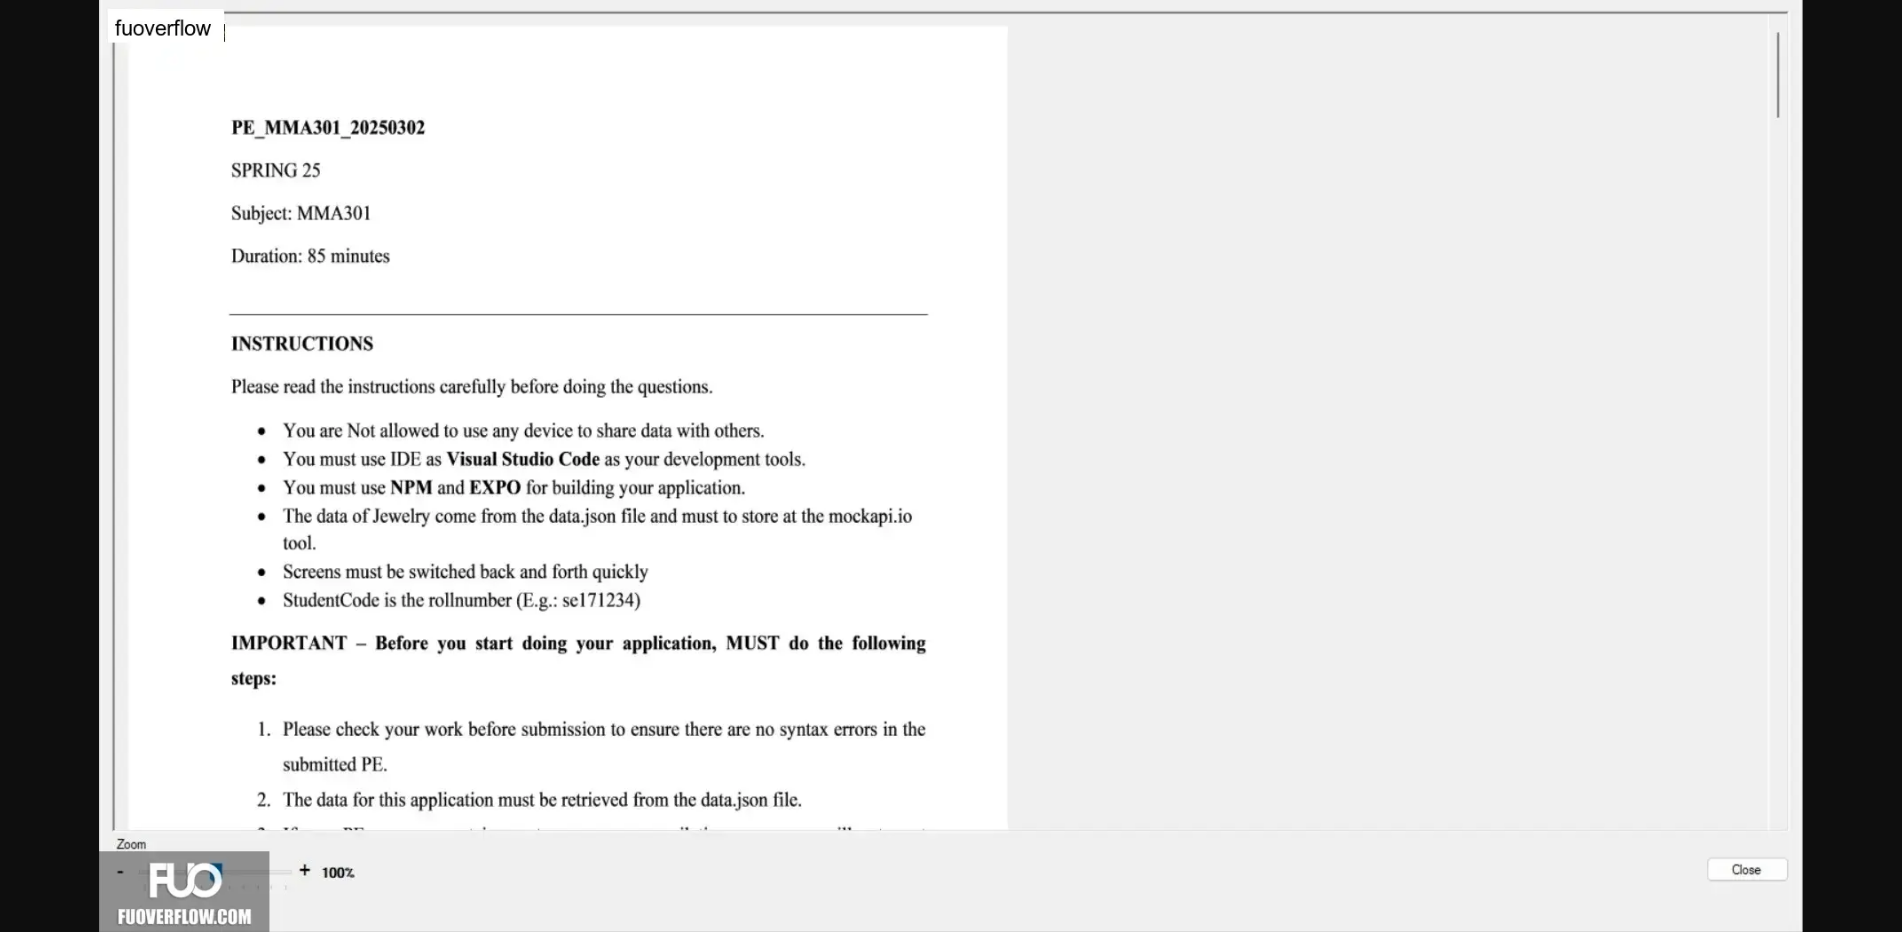 fuoverflow
PE_MMA301_20250302
SPRING 25
Subject: MMA301
Duration: 85 minutes
INSTRUCTIONS
Please read the instructions carefully before doing the questions.
• You are Not allowed to use any device to share data with others.
• You must use IDE as Visual Studio Code as your development tools.
• You must use NPM and EXPO for building your application.
• The data of Jewelry come from the data.json file and must to store at the mockapi.io
tool.
• Screens must be switched back and forth quickly
• StudentCode is the rollnumber (E.g.: se171234)
IMPORTANT – Before you start doing your application, MUST do the following
steps:
1. Please check your work before submission to ensure there are no syntax errors in the
submitted PE.
2. The data for this application must be retrieved from the data.json file.
Zoom
- + 100%
Close
FUO
FUOVERFLOW.COM